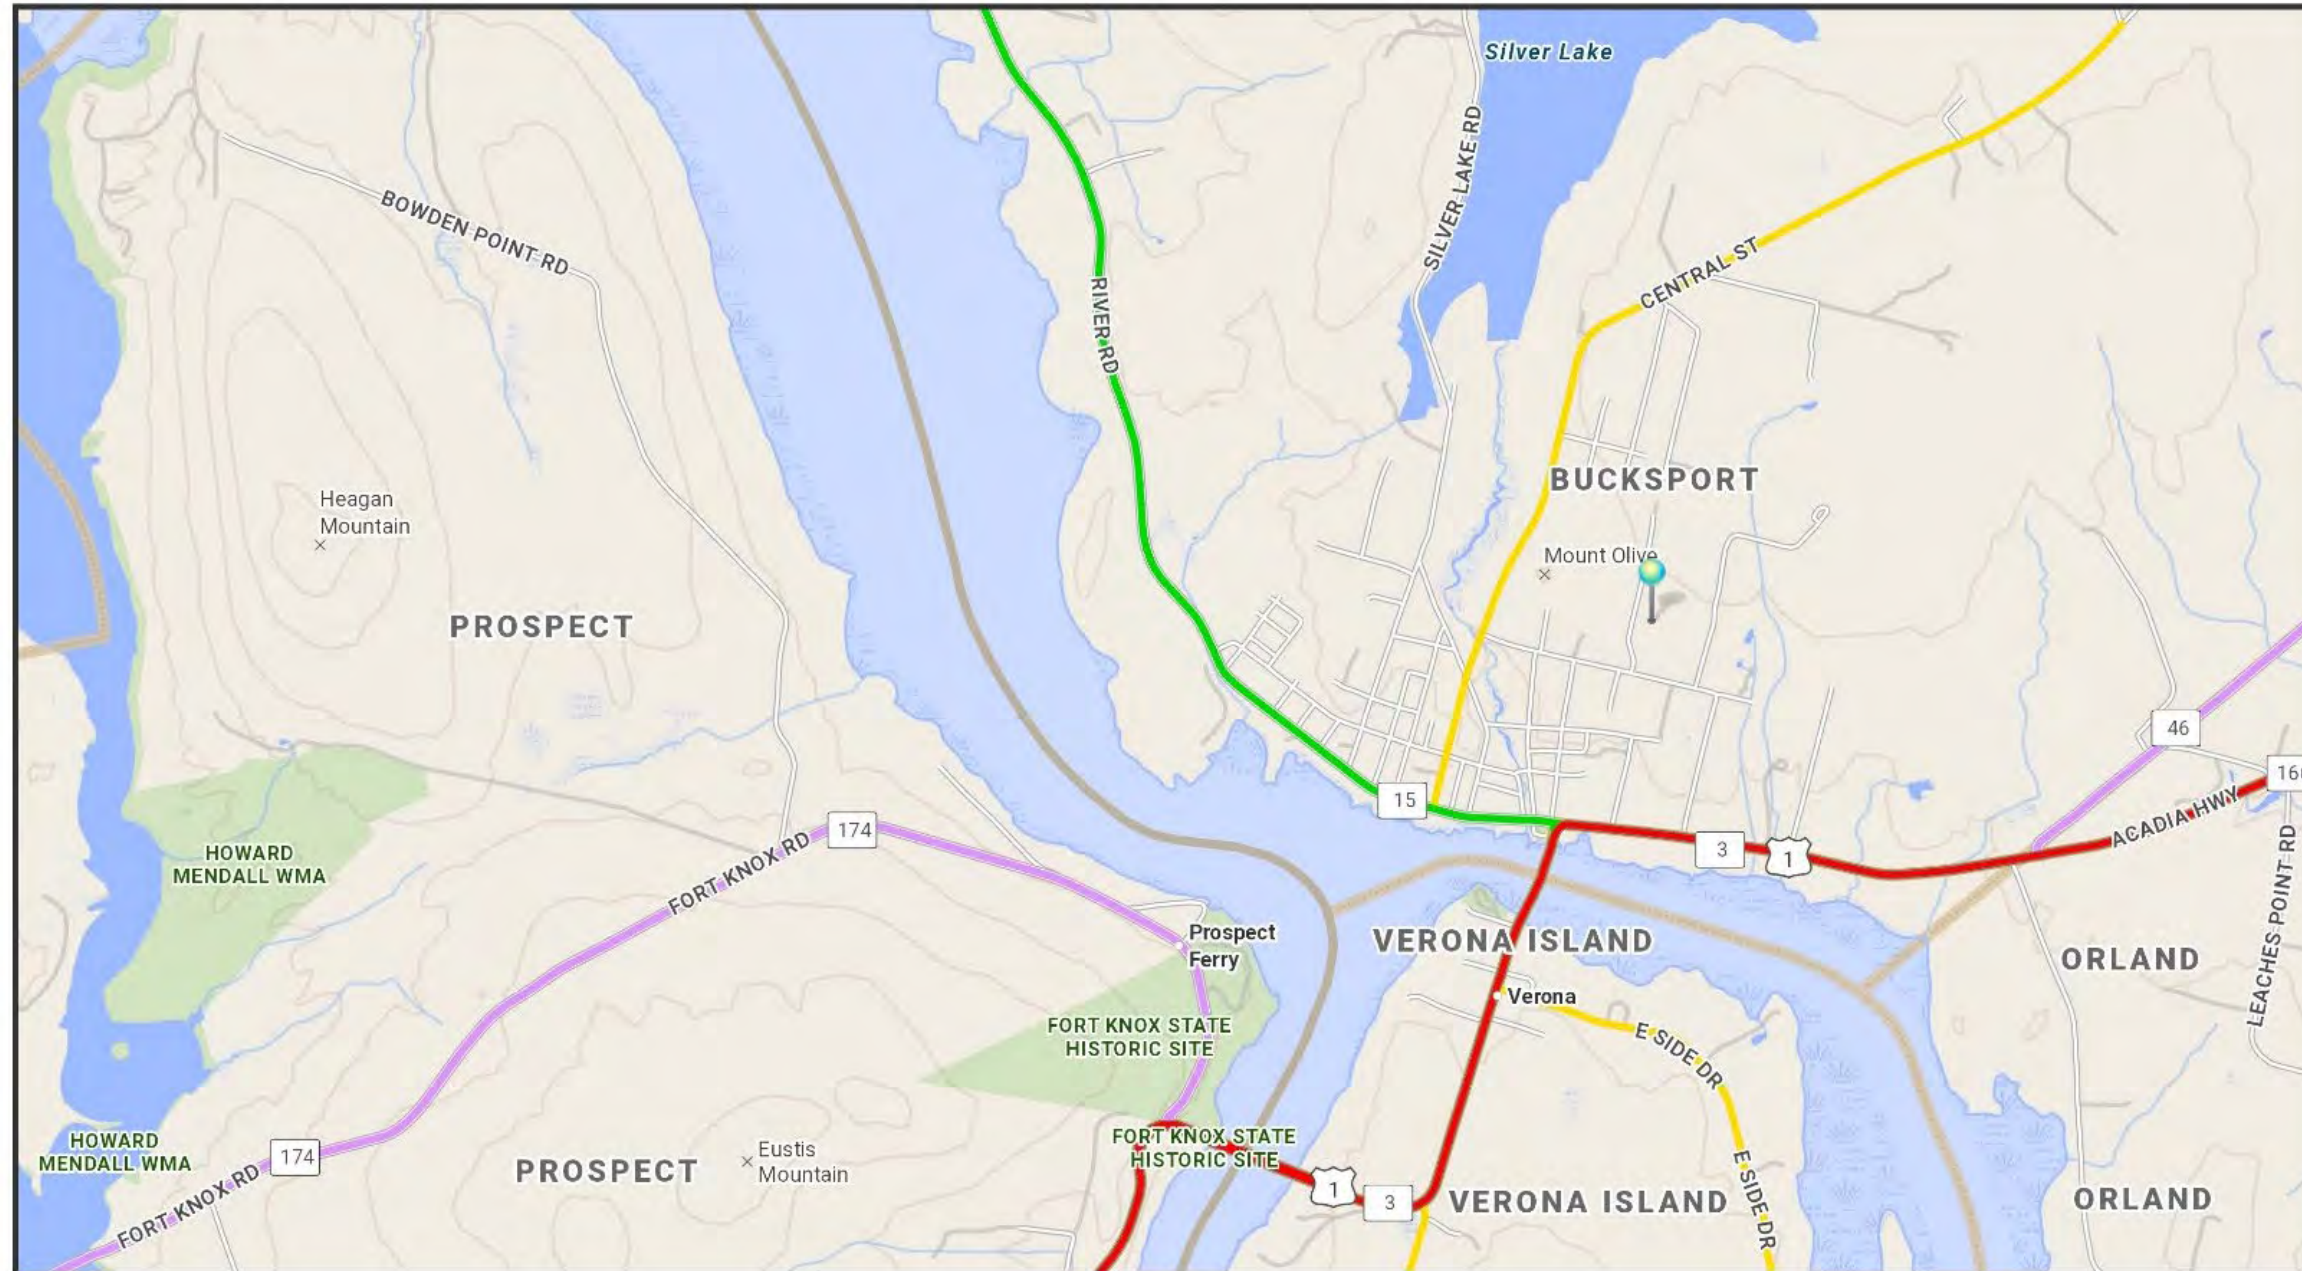 Silver Lake
SILVER LAKE RD
BOWDEN POINT RD
CENTRAL ST
RIVER RD
BUCKSPORT
Heagan
Mountain
Mount Olive
PROSPECT
46
160
15
174
3
1
ACADIA HWY
HOWARD
MENDALL WMA
FORT KNOX RD
LEACHES POINT RD
Prospect
Ferry
VERONA ISLAND
ORLAND
Verona
FORT KNOX STATE
HISTORIC SITE
E SIDE DR
HOWARD
MENDALL WMA
FORT KNOX STATE
HISTORIC SITE
174
PROSPECT
Eustis
Mountain
1
3
VERONA ISLAND
E SIDE DR
ORLAND
FORT KNOX RD